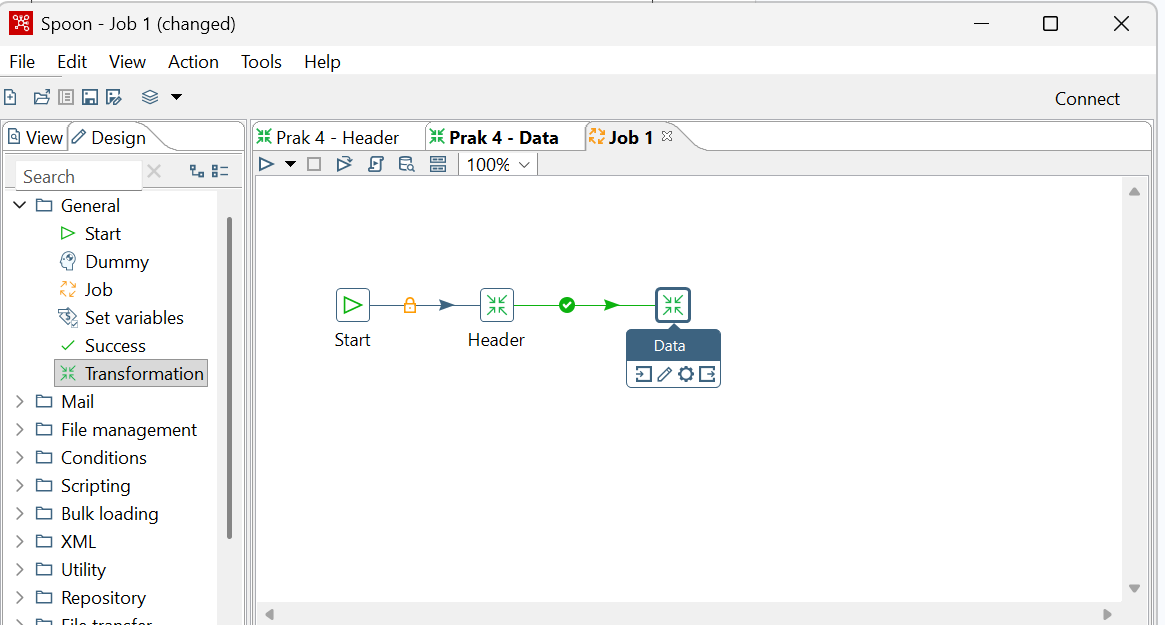 Spoon - Job 1 (changed)
File Edit View Action Tools Help
Connect
View Design
Prak 4 - Header Prak 4 - Data Job 1
Search
100%
General
Start
Dummy
Job
Set variables
Success
Transformation
Mail
File management
Conditions
Scripting
Bulk loading
XML
Utility
Repository
File transfer
Start
Header
Data